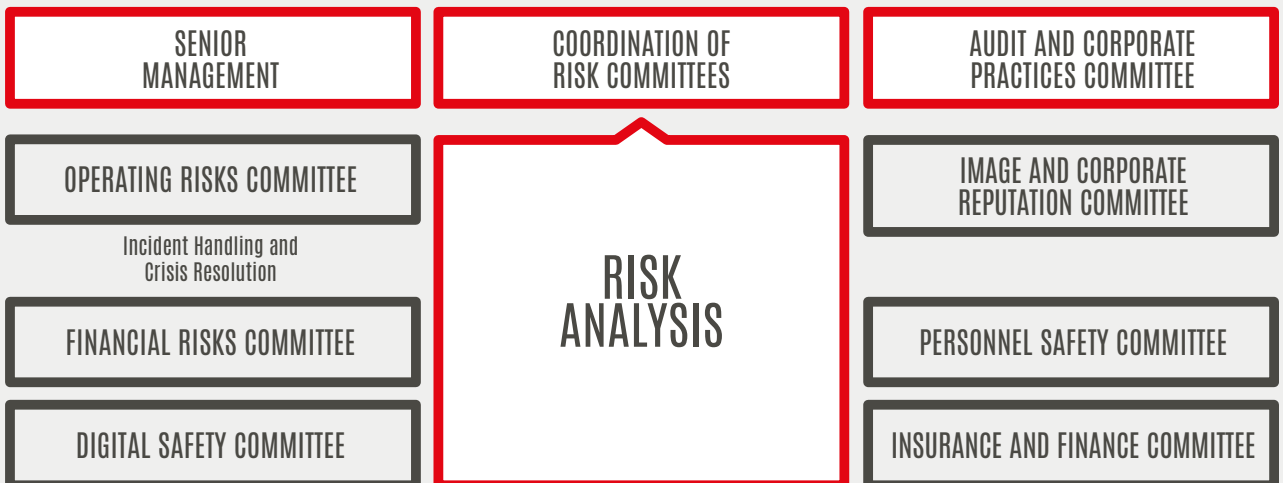 SENIOR
MANAGEMENT
COORDINATION OF
RISK COMMITTEES
AUDIT AND CORPORATE
PRACTICES COMMITTEE
OPERATING RISKS COMMITTEE
Incident Handling and
Crisis Resolution
FINANCIAL RISKS COMMITTEE
DIGITAL SAFETY COMMITTEE
RISK
ANALYSIS
IMAGE AND CORPORATE
REPUTATION COMMITTEE
PERSONNEL SAFETY COMMITTEE
INSURANCE AND FINANCE COMMITTEE